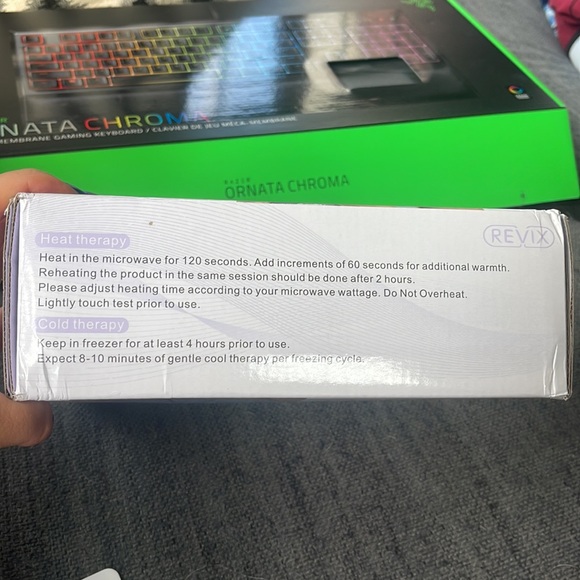 NATA CHROMA
MEMBRANE GAMING KEYBOARD / CLAVIER DE JEU MÉCA-MEMBRANE
RAZER
ORNATA CHROMA
REVIX
Heat therapy
Heat in the microwave for 120 seconds. Add increments of 60 seconds for additional warmth.
Reheating the product in the same session should be done after 2 hours.
Please adjust heating time according to your microwave wattage. Do Not Overheat.
Lightly touch test prior to use.
Cold therapy
Keep in freezer for at least 4 hours prior to use.
Expect 8-10 minutes of gentle cool therapy per freezing cycle.